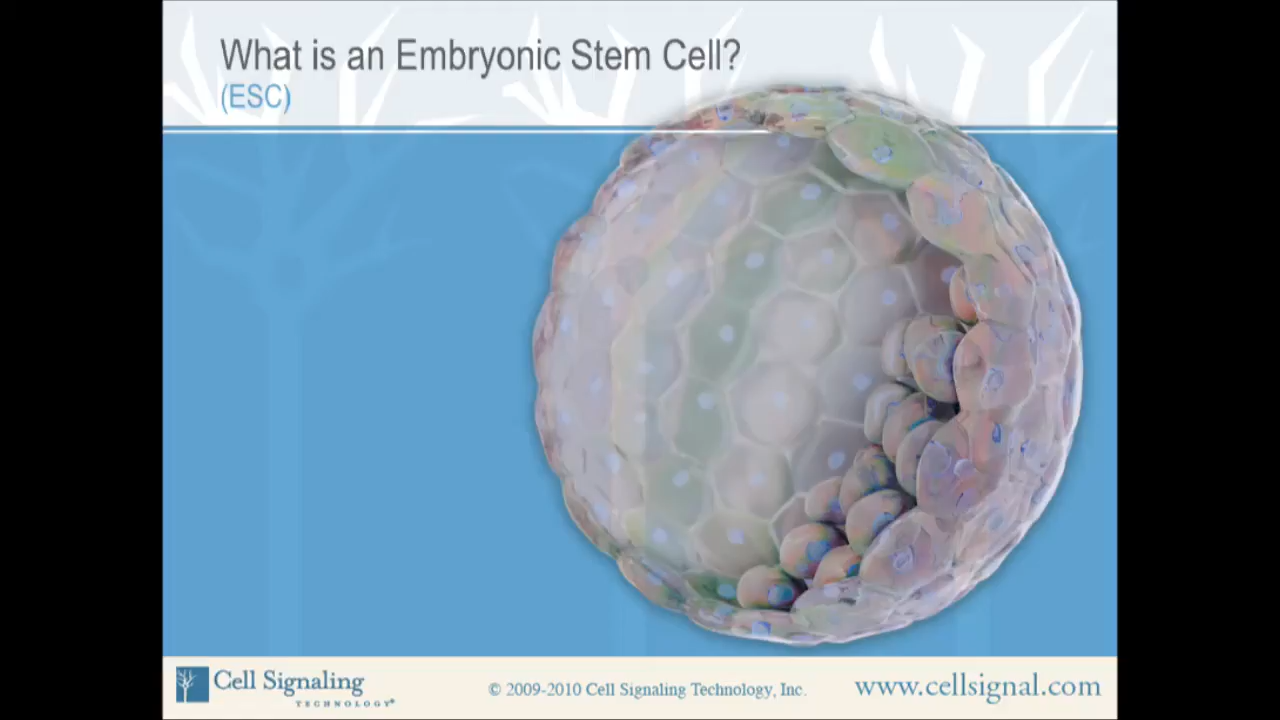 What is an Embryonic Stem Cell?
(ESC)
Cell Signaling
TECHNOLOGY®
© 2009-2010 Cell Signaling Technology, Inc.
www.cellsignal.com